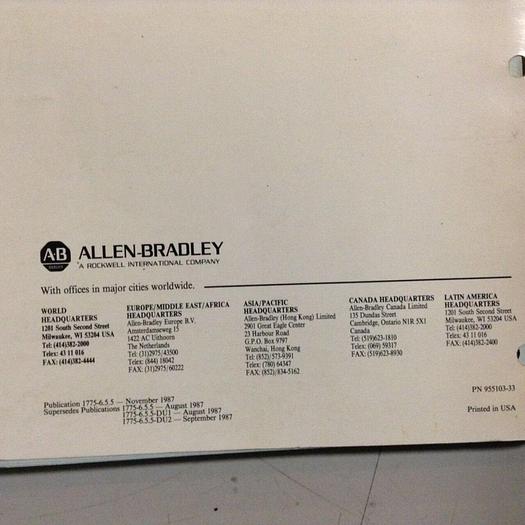 A-B
ALLEN-BRADLEY
A ROCKWELL INTERNATIONAL COMPANY
With offices in major cities worldwide.
WORLD
HEADQUARTERS
1201 South Second Street
Milwaukee, WI 53204 USA
Tel: (414)382-2000
Telex: 43 11 016
FAX: (414)382-4444
EUROPE/MIDDLE EAST/AFRICA
HEADQUARTERS
Allen-Bradley Europe B.V.
Amsterdamseweg 15
1422 AC Uithoorn
The Netherlands
Tel: (31)2975/43500
Telex: (844) 18042
FAX: (31)2975/60222
ASIA/PACIFIC
HEADQUARTERS
Allen-Bradley (Hong Kong) Limited
2901 Great Eagle Center
23 Harbour Road
G.P.O. Box 9797
Wanchai, Hong Kong
Tel: (852)/573-9391
Telex: (780) 64347
FAX: (852)/834-5162
CANADA HEADQUARTERS
Allen-Bradley Canada Limited
135 Dundas Street
Cambridge, Ontario N1R 5X1
Canada
Tel: (519)623-1810
Telex: (069) 59317
FAX: (519)623-8930
LATIN AMERICA
HEADQUARTERS
1201 South Second Street
Milwaukee, WI 53204 USA
Tel: (414)382-2000
Telex: 43 11 016
FAX: (414)382-2400
Publication 1775-6.5.5 — November 1987
Supersedes Publications 1775-6.5.5 — August 1987
1775-6.5.5-DU1 — August 1987
1775-6.5.5-DU2 — September 1987
PN 955103-33
Printed in USA